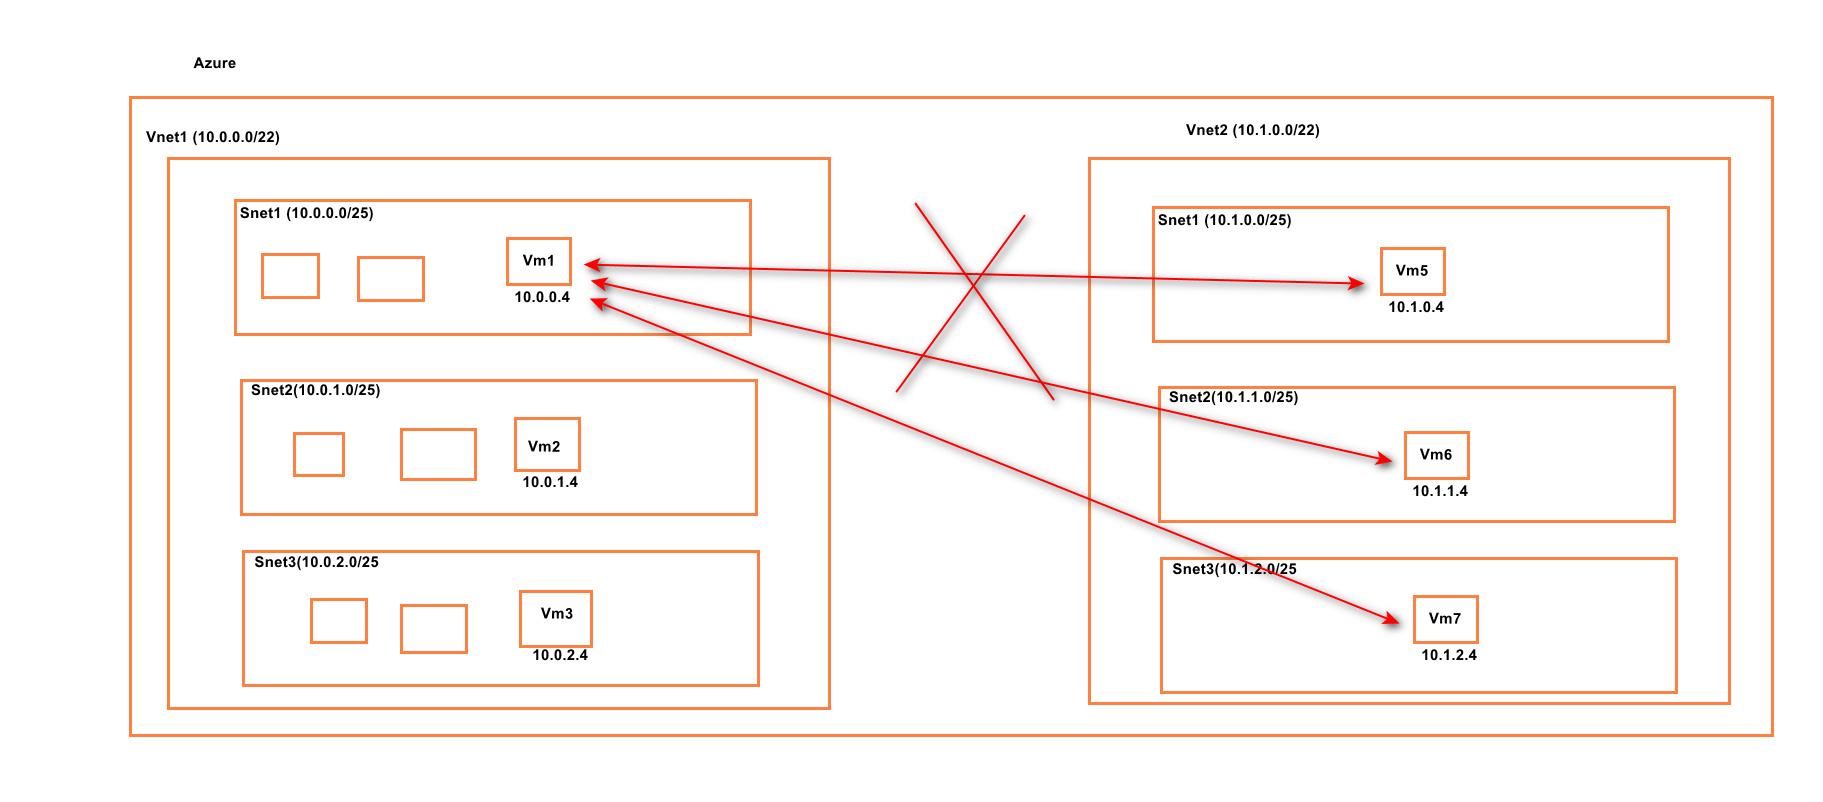 Azure
Vnet1 (10.0.0.0/22)
Snet1 (10.0.0.0/25)
Vm1
10.0.0.4
Snet2(10.0.1.0/25)
Vm2
10.0.1.4
Snet3(10.0.2.0/25
Vm3
10.0.2.4
Vnet2 (10.1.0.0/22)
Snet1 (10.1.0.0/25)
Vm5
10.1.0.4
Snet2(10.1.1.0/25)
Vm6
10.1.1.4
Snet3(10.1.2.0/25
Vm7
10.1.2.4